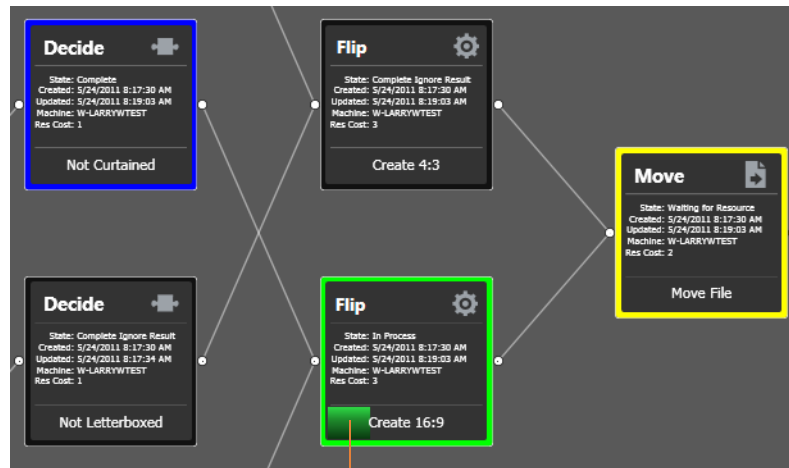 Decide
State: Complete
Created: 5/24/2011 8:17:30 AM
Updated: 5/24/2011 8:19:03 AM
Machine: W-LARRYWTEST
Res Cost: 1
Not Curtained
Flip
State: Complete Ignore Result
Created: 5/24/2011 8:17:30 AM
Updated: 5/24/2011 8:19:03 AM
Machine: W-LARRYWTEST
Res Cost: 3
Create 4:3
Move
State: Waiting for Resource
Created: 5/24/2011 8:17:30 AM
Updated: 5/24/2011 8:19:03 AM
Machine: W-LARRYWTEST
Res Cost: 2
Move File
Decide
State: Complete Ignore Result
Created: 5/24/2011 8:17:30 AM
Updated: 5/24/2011 8:17:34 AM
Machine: W-LARRYWTEST
Res Cost: 1
Not Letterboxed
Flip
State: In Process
Created: 5/24/2011 8:17:30 AM
Updated: 5/24/2011 8:19:03 AM
Machine: W-LARRYWTEST
Res Cost: 3
Create 16:9